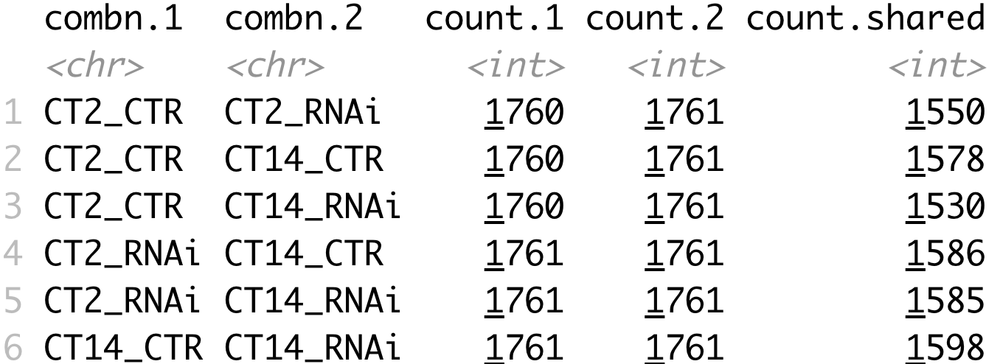 combn.1 combn.2 count.1 count.2 count.shared
<chr> <chr> <int> <int> <int>
1 CT2_CTR CT2_RNAi 1760 1761 1550
2 CT2_CTR CT14_CTR 1760 1761 1578
3 CT2_CTR CT14_RNAi 1760 1761 1530
4 CT2_RNAi CT14_CTR 1761 1761 1586
5 CT2_RNAi CT14_RNAi 1761 1761 1585
6 CT14_CTR CT14_RNAi 1761 1761 1598